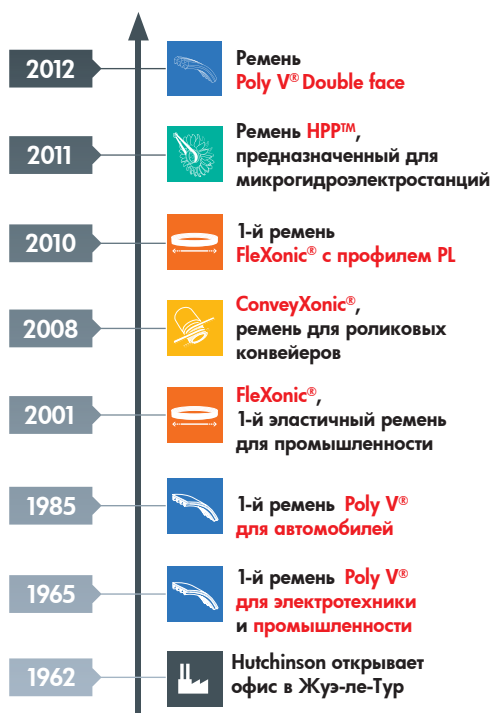 2012
Ремень
Poly V® Double face
2011
Ремень HPP™,
предназначенный для
микрогидроэлектростанций
2010
1-й ремень
FleXonic® с профилем PL
2008
ConveyXonic®,
ремень для роликовых
конвейеров
2001
FleXonic®,
1-й эластичный ремень
для промышленности
1985
1-й ремень Poly V®
для автомобилей
1965
1-й ремень Poly V®
для электротехники
и промышленности
1962
Hutchinson открывает
офис в Жуэ-ле-Тур